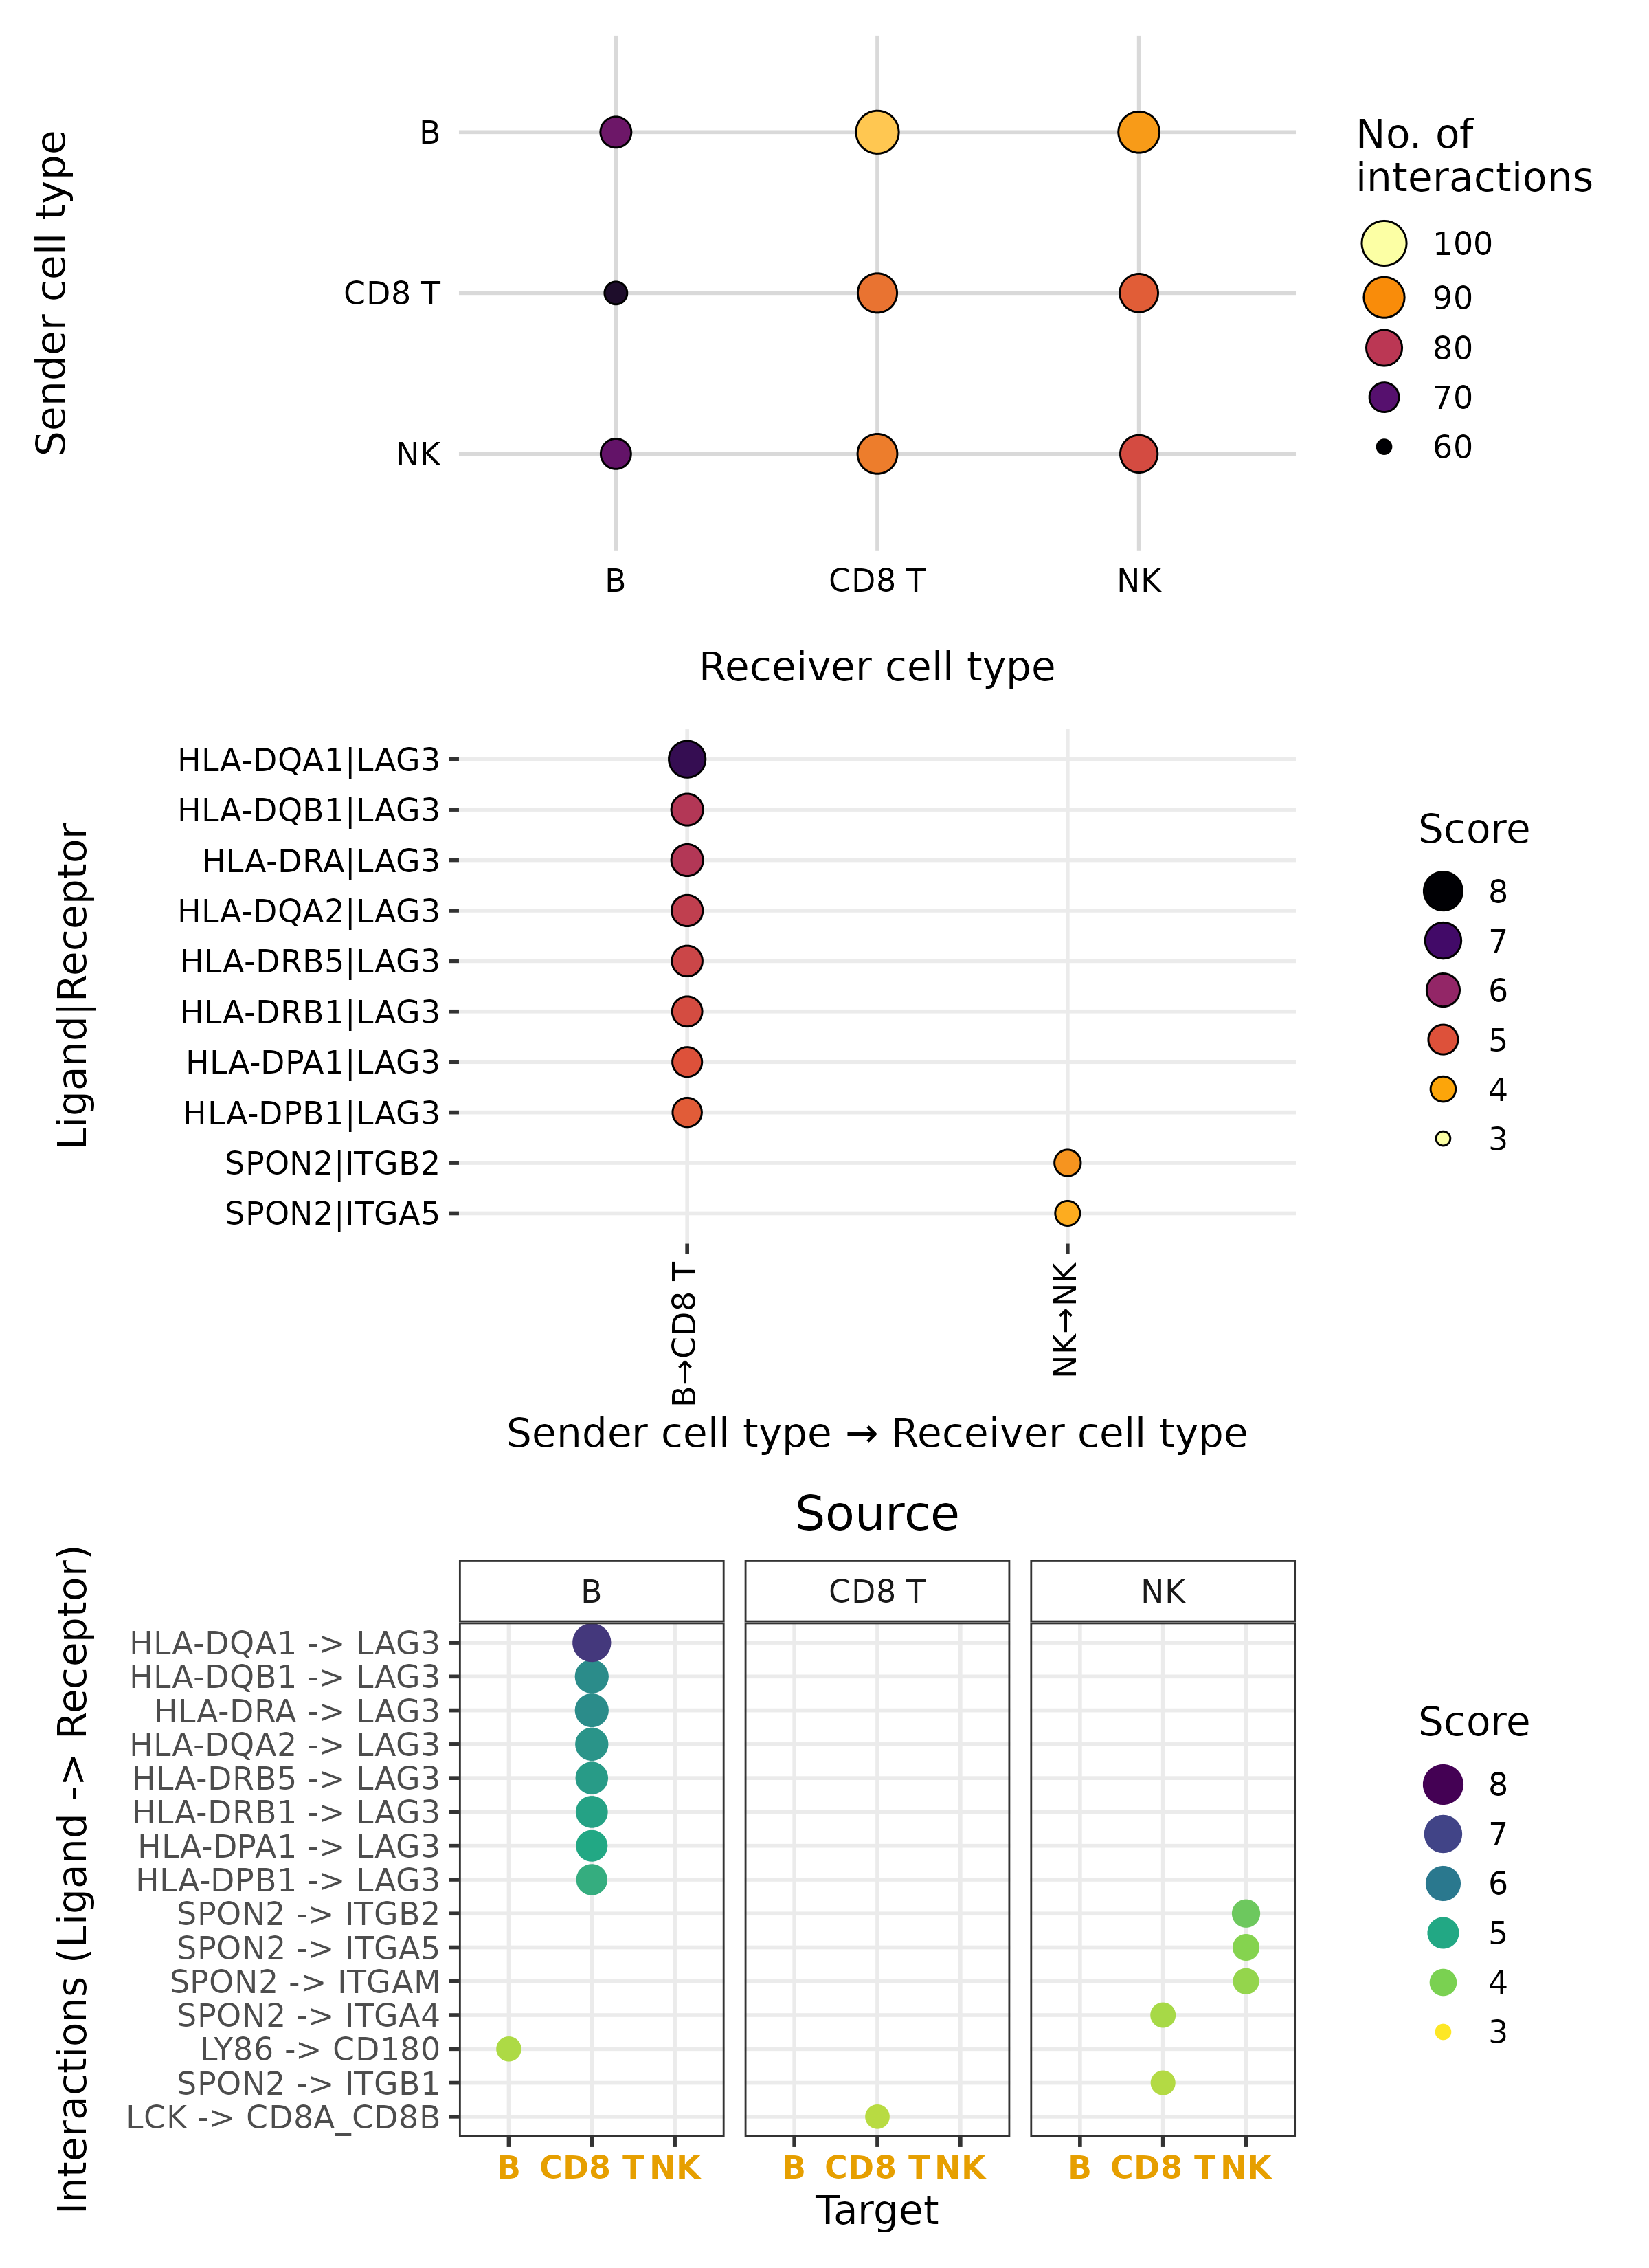 Sender cell type
B
CD8 T
NK
B CD8 T NK
Receiver cell type
No. of
interactions
100
90
80
70
60
Ligand|Receptor
HLA-DQA1|LAG3
HLA-DQB1|LAG3
HLA-DRA|LAG3
HLA-DQA2|LAG3
HLA-DRB5|LAG3
HLA-DRB1|LAG3
HLA-DPA1|LAG3
HLA-DPB1|LAG3
SPON2|ITGB2
SPON2|ITGA5
B→CD8 T
NK→NK
Sender cell type → Receiver cell type
Score
8
7
6
5
4
3
Source
B CD8 T NK
Interactions (Ligand -> Receptor)
HLA-DQA1 -> LAG3
HLA-DQB1 -> LAG3
HLA-DRA -> LAG3
HLA-DQA2 -> LAG3
HLA-DRB5 -> LAG3
HLA-DRB1 -> LAG3
HLA-DPA1 -> LAG3
HLA-DPB1 -> LAG3
SPON2 -> ITGB2
SPON2 -> ITGA5
SPON2 -> ITGAM
SPON2 -> ITGA4
LY86 -> CD180
SPON2 -> ITGB1
LCK -> CD8A_CD8B
B CD8 T NK B CD8 T NK B CD8 T NK
Target
Score
8
7
6
5
4
3